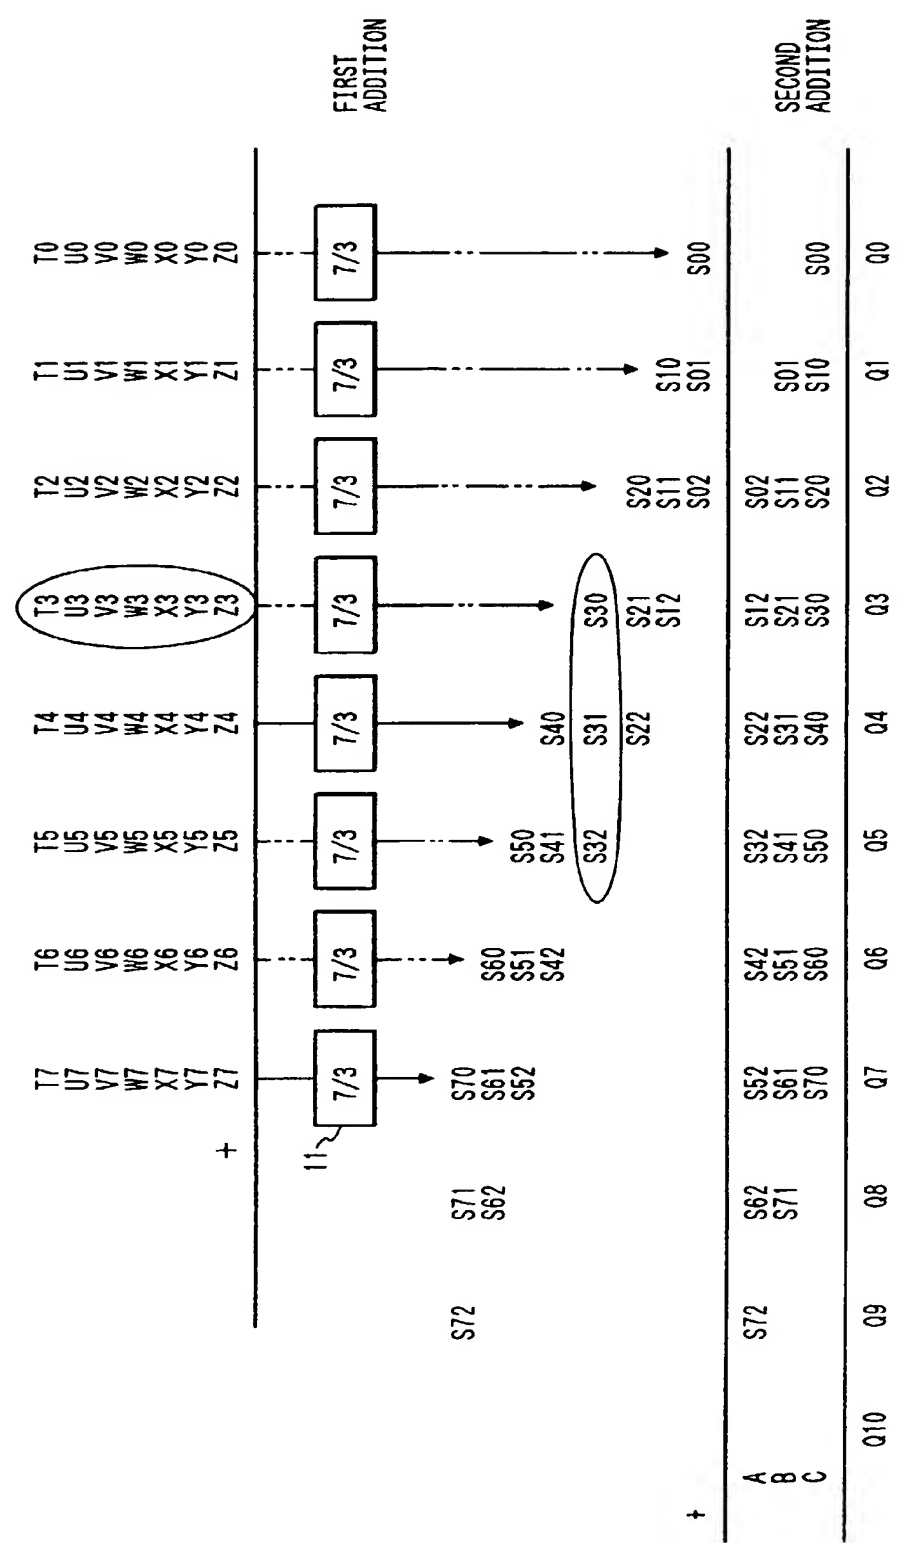 T7 T6 T5 T4 T3 T2 T1 T0
U7 U6 U5 U4 U3 U2 U1 U0
V7 V6 V5 V4 V3 V2 V1 V0
W7 W6 W5 W4 W3 W2 W1 W0
X7 X6 X5 X4 X3 X2 X1 X0
Y7 Y6 Y5 Y4 Y3 Y2 Y1 Y0
+ Z7 Z6 Z5 Z4 Z3 Z2 Z1 Z0
11 7/3 7/3 7/3 7/3 7/3 7/3 7/3 7/3
FIRST
ADDITION
S72 S71 S70
S62 S61 S60
S52 S51 S50
S42 S41 S40
S32 S31 S30
S22 S21 S20
S12 S11 S10
+ S02 S01 S00
A S72 S62 S52 S42 S32 S22 S12 S02
B S71 S61 S51 S41 S31 S21 S11 S01
C S70 S60 S50 S40 S30 S20 S10 S00
SECOND
ADDITION
Q10 Q9 Q8 Q7 Q6 Q5 Q4 Q3 Q2 Q1 Q0